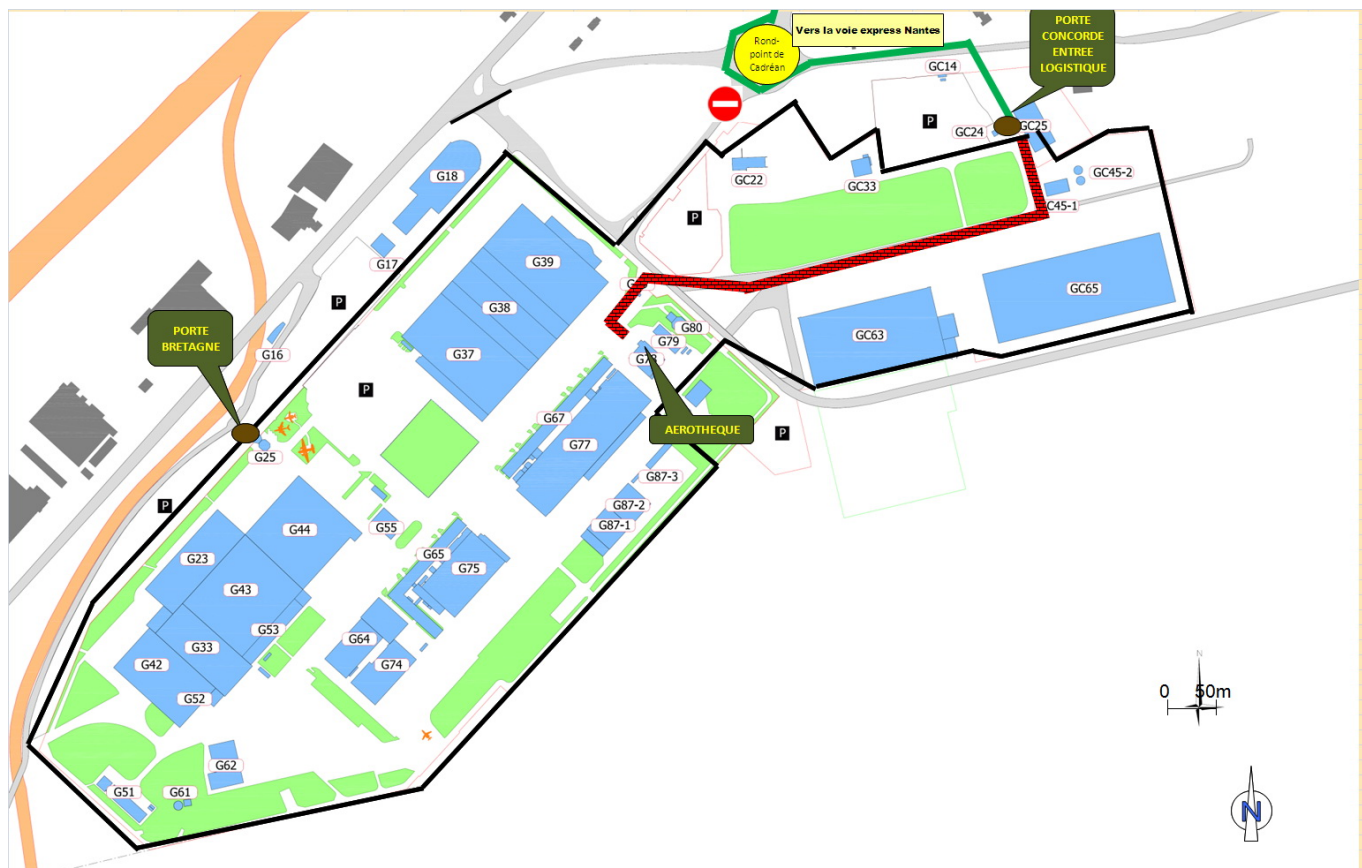 Vers la voie express Nantes
Rond-
point de
Cadréan
PORTE
CONCORDE
ENTREE
LOGISTIQUE
GC14
P
GC24
GC25
GC22
GC33
GC45-2
C45-1
P
G18
G17
G39
G38
G37
GC65
GC63
P
PORTE
BRETAGNE
G16
G80
G79
P
G67
G77
AEROTHEQUE
P
G25
P
G87-3
G87-2
G87-1
G44
G55
G23
G43
G65
G75
G53
G33
G42
G52
G64
G74
G62
G51
G61
N
0 50m
N